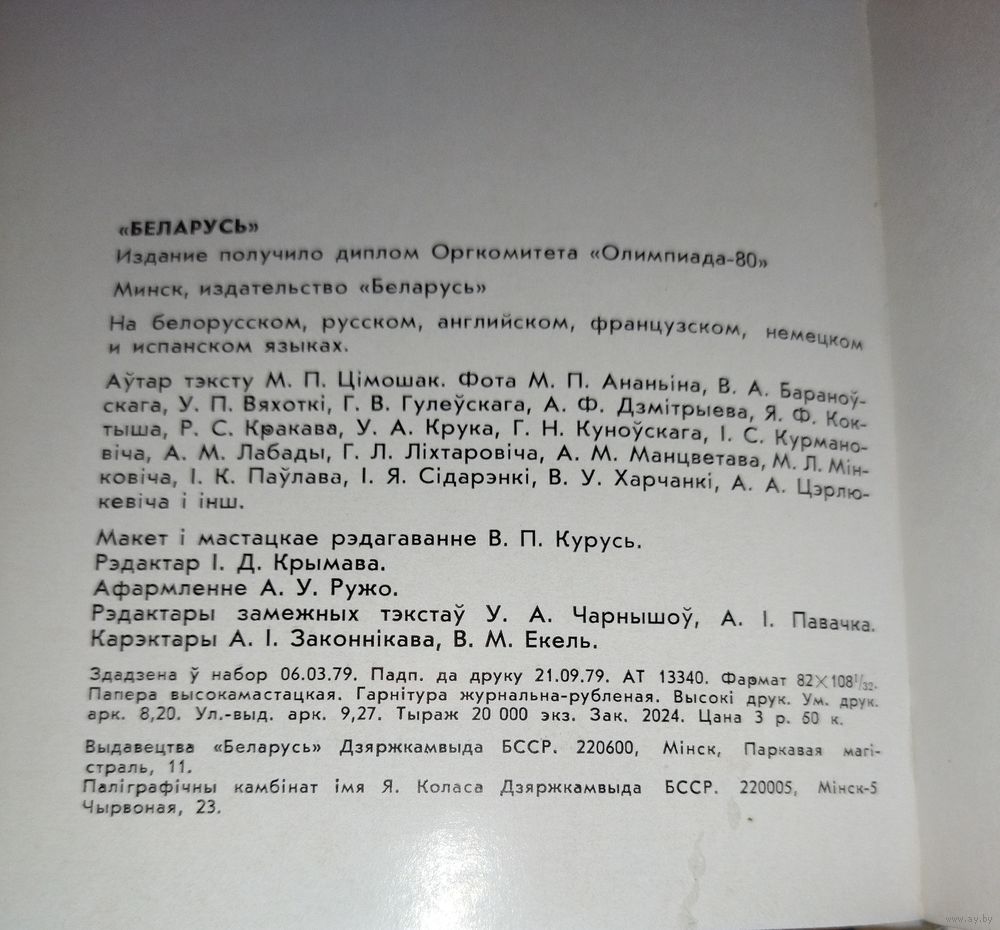 «БЕЛАРУСЬ»
Издание получило диплом Оргкомитета «Олимпиада-80»
Минск, издательство «Беларусь»
На белорусском, русском, английском, французском, немецком
и испанском языках.
Аўтар тэксту М. П. Цімошак. Фота М. П. Ананьіна, В. А. Бараноў-
скага, У. П. Вяхоткі, Г. В. Гулеўскага, А. Ф. Дзмітрыева, Я. Ф. Кок-
тыша, Р. С. Кракава, У. А. Крука, Г. Н. Куноўскага, І. С. Курмано-
віча, А. М. Лабады, Г. Л. Ліхтаровіча, А. М. Манцветава, М. Л. Мін-
ковіча, І. К. Паўлава, І. Я. Сідарэнкі, В. У. Харчанкі, А. А. Цэрлю-
кевіча і інш.
Макет і мастацкае рэдагаванне В. П. Курусь.
Рэдактар І. Д. Крымава.
Афармленне А. У. Ружо.
Рэдактары замежных тэкстаў У. А. Чарнышоў, А. І. Павачка.
Карэктары А. І. Законнікава, В. М. Екель.
Здадзена ў набор 06.03.79. Падп. да друку 21.09.79. АТ 13340. Фармат 82×108¹/₃₂.
Папера высокамастацкая. Гарнітура журнальна-рубленая. Высокі друк. Ум. друк.
арк. 8,20. Ул.-выд. арк. 9,27. Тыраж 20 000 экз. Зак. 2024. Цана 3 р. 50 к.
Выдавецтва «Беларусь» Дзяржкамвыда БССР. 220600, Мінск, Паркавая магі-
страль, 11.
Паліграфічны камбінат імя Я. Коласа Дзяржкамвыда БССР. 220005, Мінск-5
Чырвоная, 23.
www.ay.by